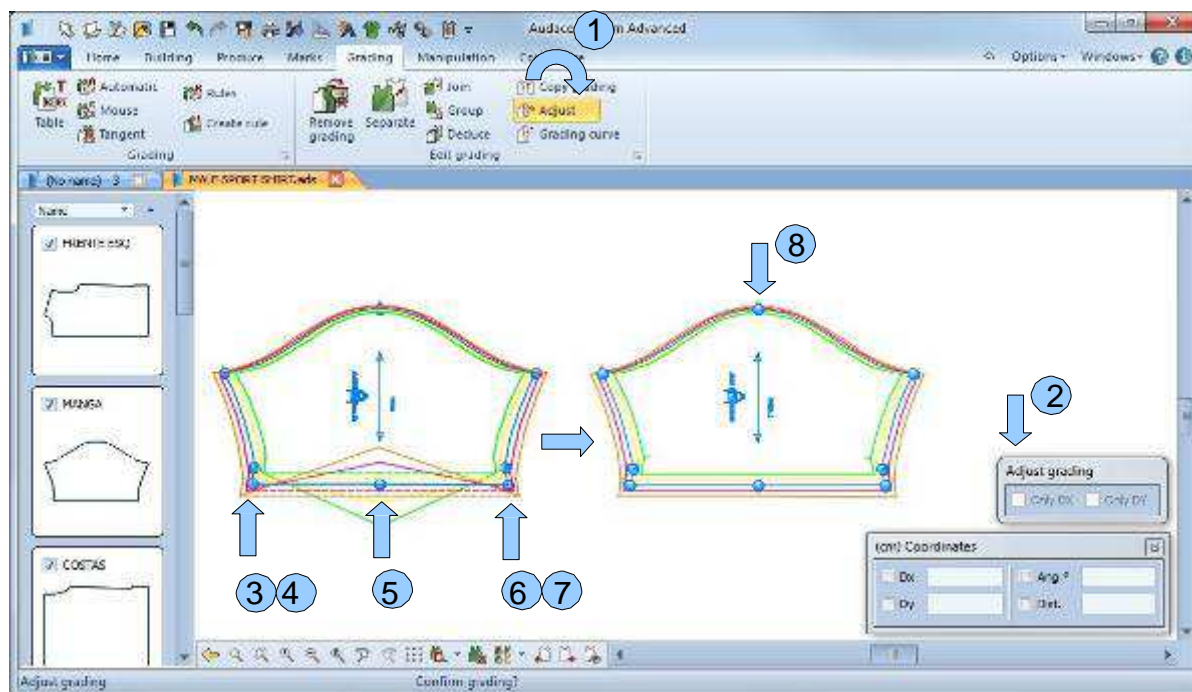 Audaces
n Advanced
1
Home Building Produce Marks Grading Manipulation
Options Windows
Table
Automatic
Mouse
Tangent
Rules
Create rule
Grading
Remove grading
Separate
Join
Group
Deduce
Copy grading
Adjust
Grading curve
Edit grading
(No name) - 3
MALE SPORT SHIRT.ads
Name
FRENTE ESQ
MANGA
COSTAS
8
2
Adjust grading
Only DX Only DY
(cm) Coordinates
Dx Ang.º
Dy Dist.
3 4 5 6 7
Adjust grading
Confirm grading?